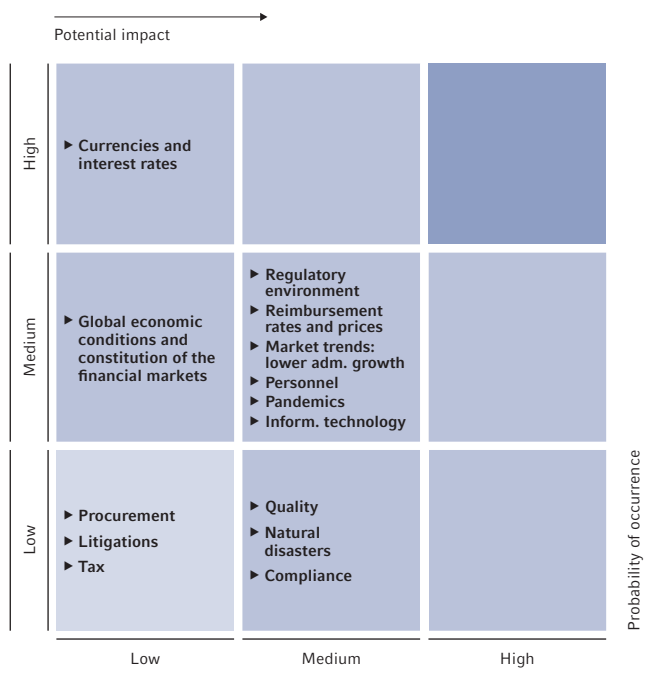 Potential impact
High
▶ Currencies and
interest rates
Medium
▶ Global economic
conditions and
constitution of the
financial markets
▶ Regulatory
environment
▶ Reimbursement
rates and prices
▶ Market trends:
lower adm. growth
▶ Personnel
▶ Pandemics
▶ Inform. technology
Low
▶ Procurement
▶ Litigations
▶ Tax
▶ Quality
▶ Natural
disasters
▶ Compliance
Probability of occurrence
Low
Medium
High